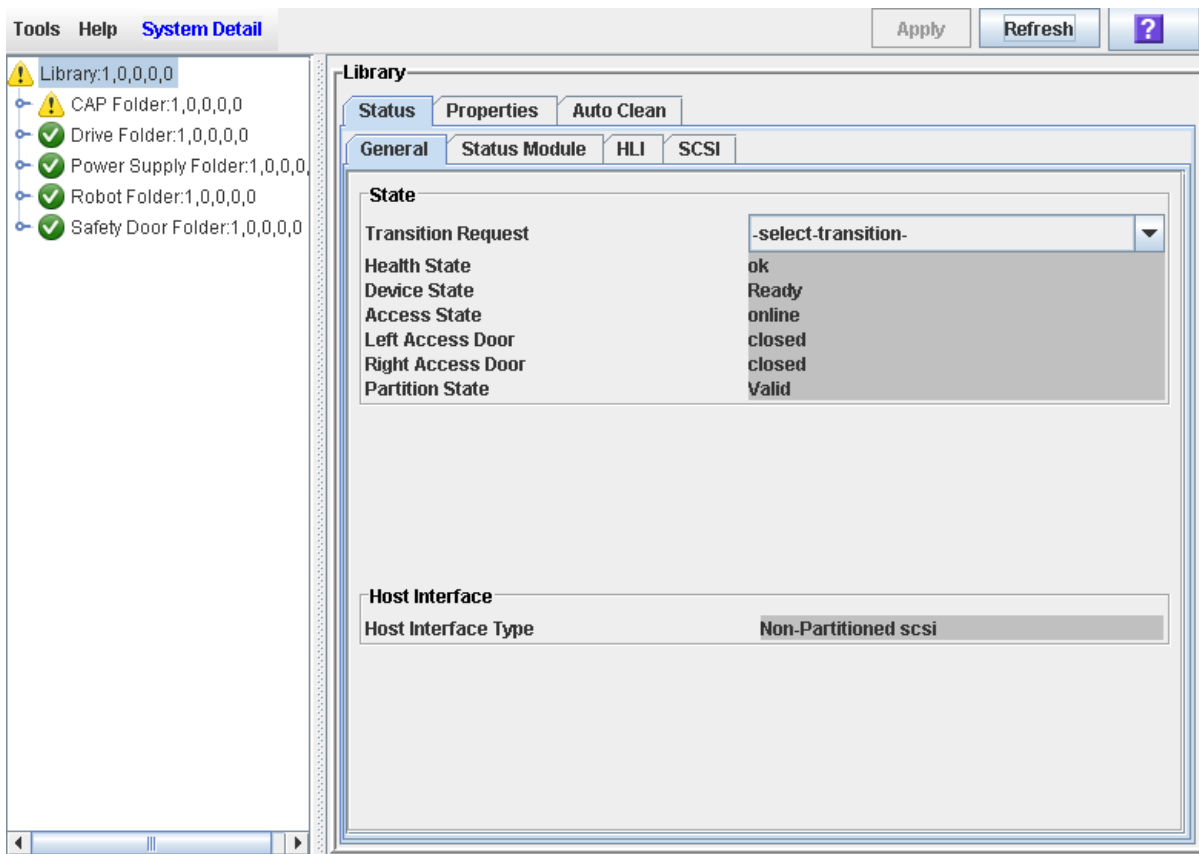 Tools Help System Detail Apply Refresh ?
Library:1,0,0,0,0
CAP Folder:1,0,0,0,0
Drive Folder:1,0,0,0,0
Power Supply Folder:1,0,0,0,
Robot Folder:1,0,0,0,0
Safety Door Folder:1,0,0,0,0
Library
Status Properties Auto Clean
General Status Module HLI SCSI
State
Transition Request -select-transition-
Health State ok
Device State Ready
Access State online
Left Access Door closed
Right Access Door closed
Partition State Valid
Host Interface
Host Interface Type Non-Partitioned scsi